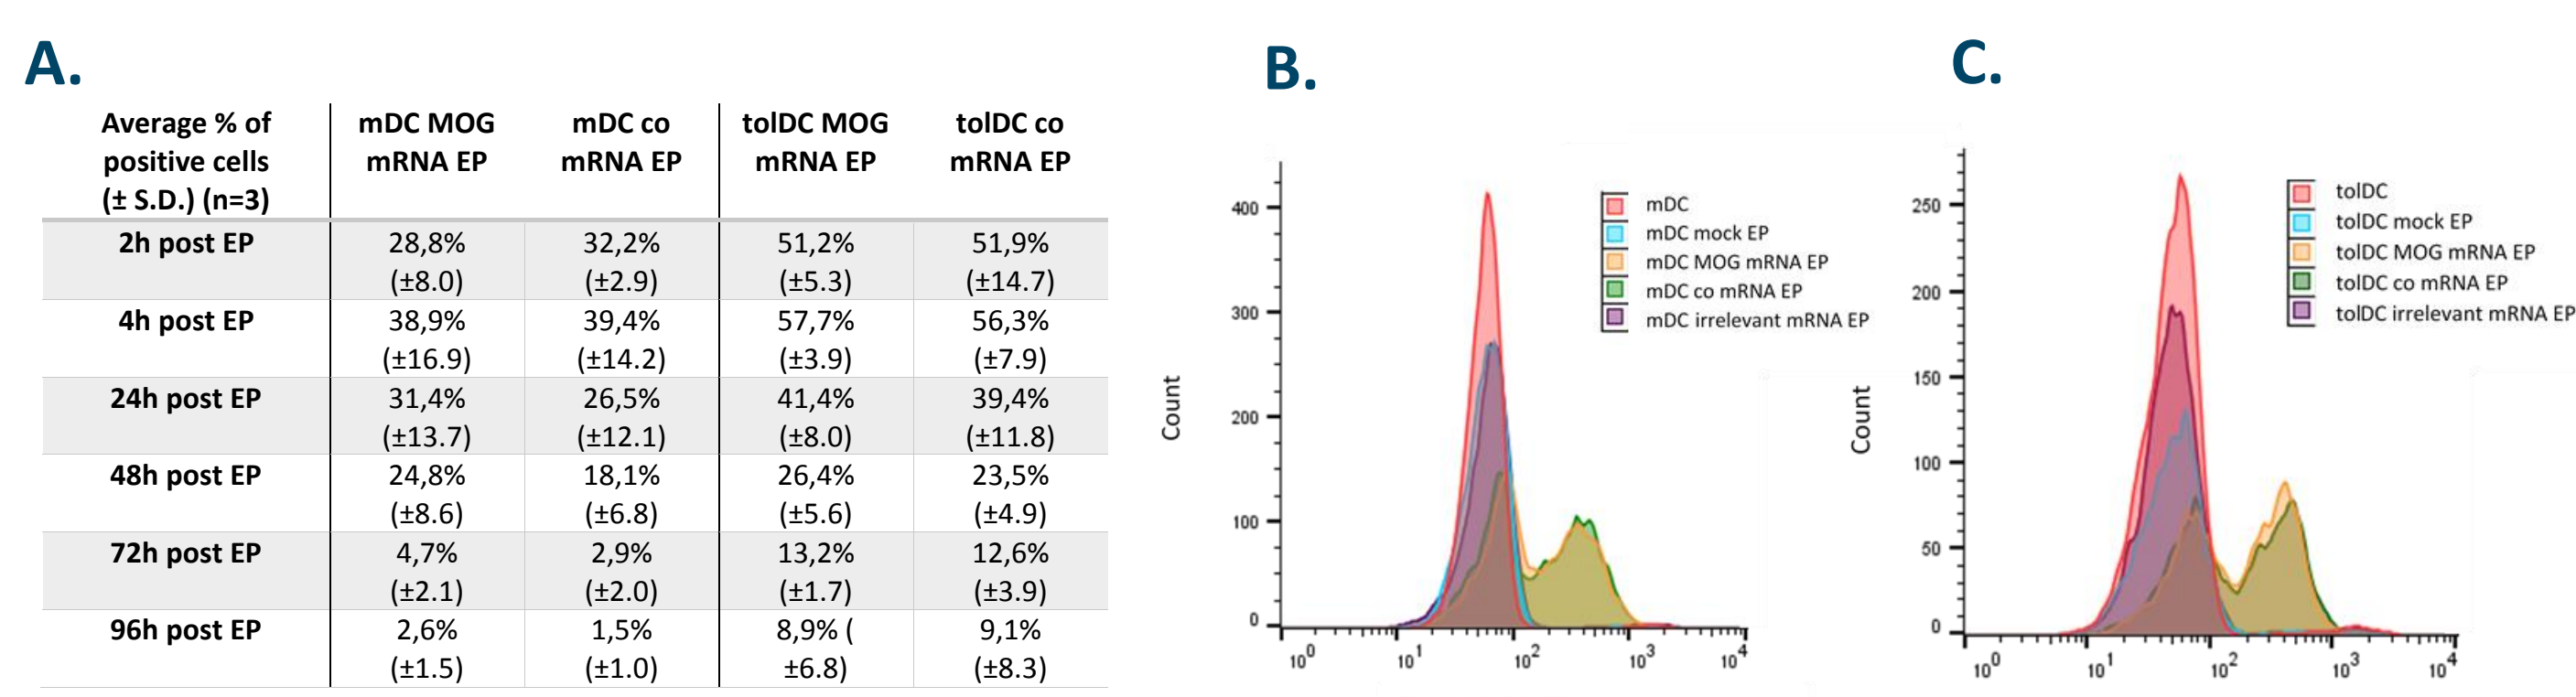 A.
Average % of
positive cells
(± S.D.) (n=3)
mDC MOG
mRNA EP
mDC co
mRNA EP
tolDC MOG
mRNA EP
tolDC co
mRNA EP
2h post EP
28,8%
(±8.0)
32,2%
(±2.9)
51,2%
(±5.3)
51,9%
(±14.7)
4h post EP
38,9%
(±16.9)
39,4%
(±14.2)
57,7%
(±3.9)
56,3%
(±7.9)
24h post EP
31,4%
(±13.7)
26,5%
(±12.1)
41,4%
(±8.0)
39,4%
(±11.8)
48h post EP
24,8%
(±8.6)
18,1%
(±6.8)
26,4%
(±5.6)
23,5%
(±4.9)
72h post EP
4,7%
(±2.1)
2,9%
(±2.0)
13,2%
(±1.7)
12,6%
(±3.9)
96h post EP
2,6%
(±1.5)
1,5%
(±1.0)
8,9% (
±6.8)
9,1%
(±8.3)
B.
Count
400
300
200
100
0
10^0 10^1 10^2 10^3 10^4
mDC
mDC mock EP
mDC MOG mRNA EP
mDC co mRNA EP
mDC irrelevant mRNA EP
C.
Count
250
200
150
100
50
0
10^0 10^1 10^2 10^3 10^4
tolDC
tolDC mock EP
tolDC MOG mRNA EP
tolDC co mRNA EP
tolDC irrelevant mRNA EP